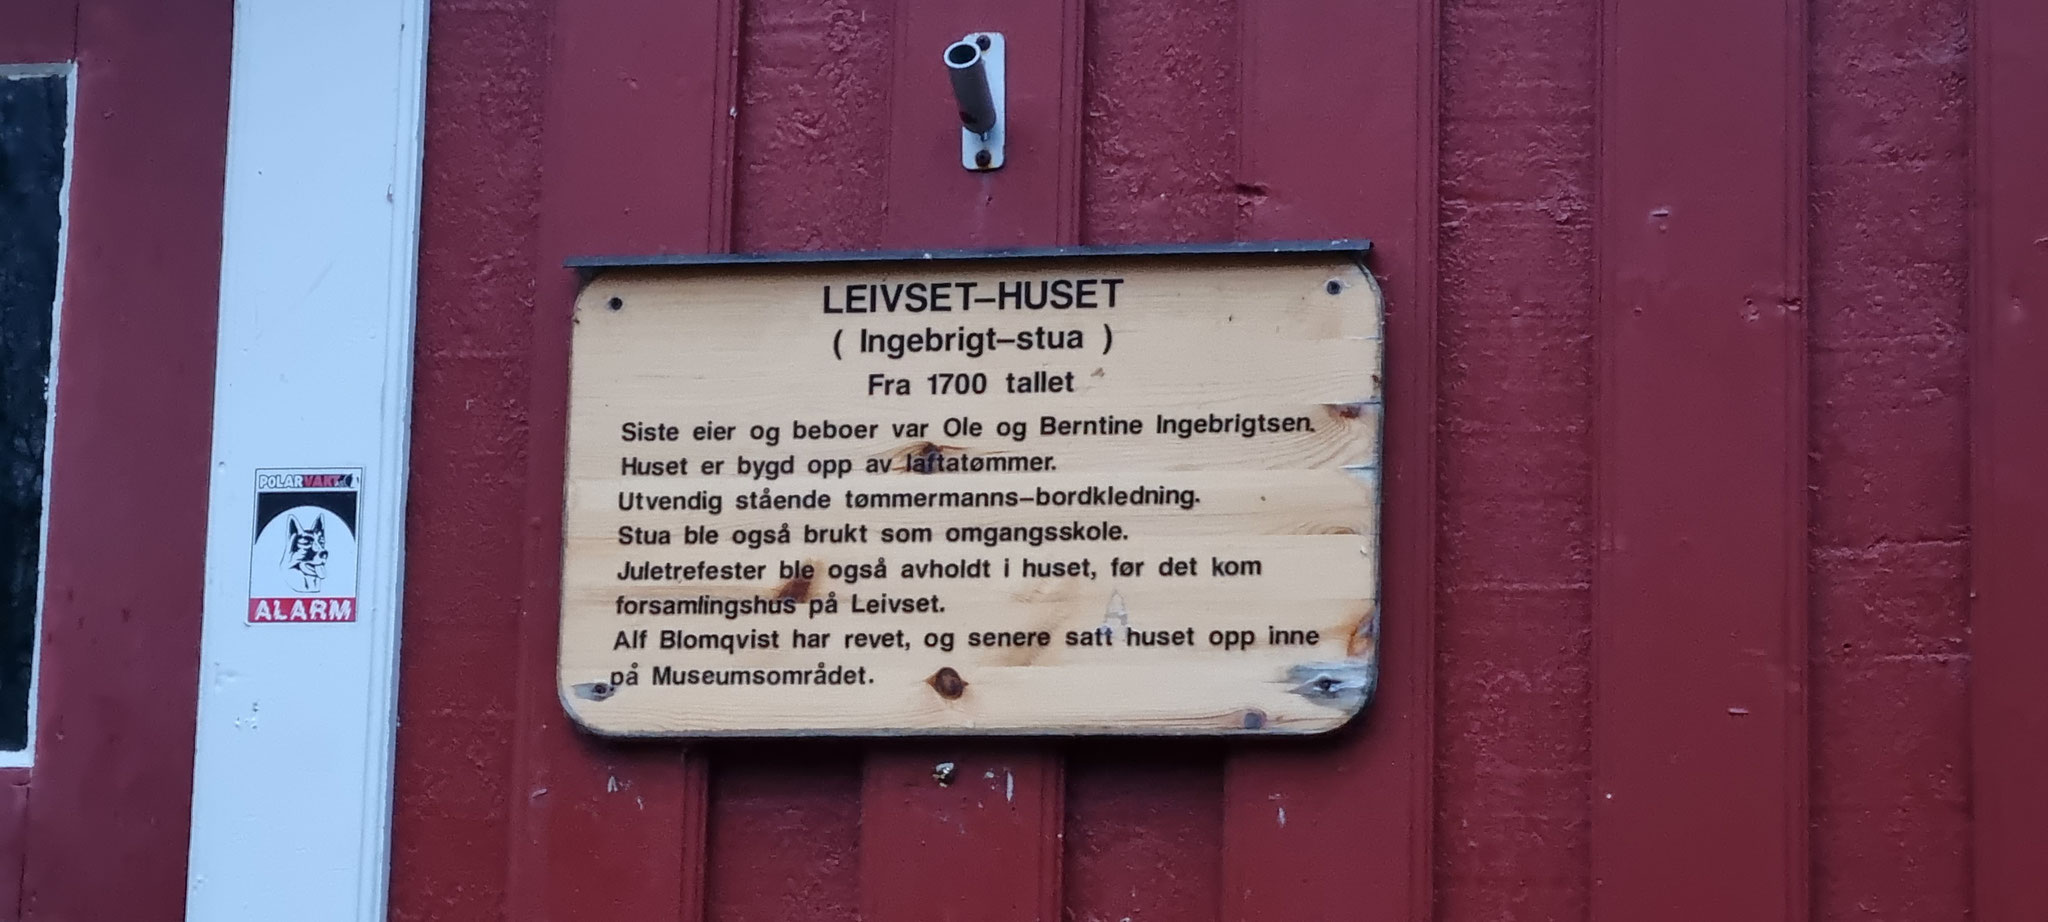 LEIVSET-HUSET
( Ingebrigt-stua )
Fra 1700 tallet
Siste eier og beboer var Ole og Berntine Ingebrigtsen.
Huset er bygd opp av laftatømmer.
Utvendig stående tømmermanns-bordkledning.
Stua ble også brukt som omgangsskole.
Juletrefester ble også avholdt i huset, før det kom
forsamlingshus på Leivset.
Alf Blomqvist har revet, og senere satt huset opp inne
på Museumsområdet.
POLARVAKT
ALARM